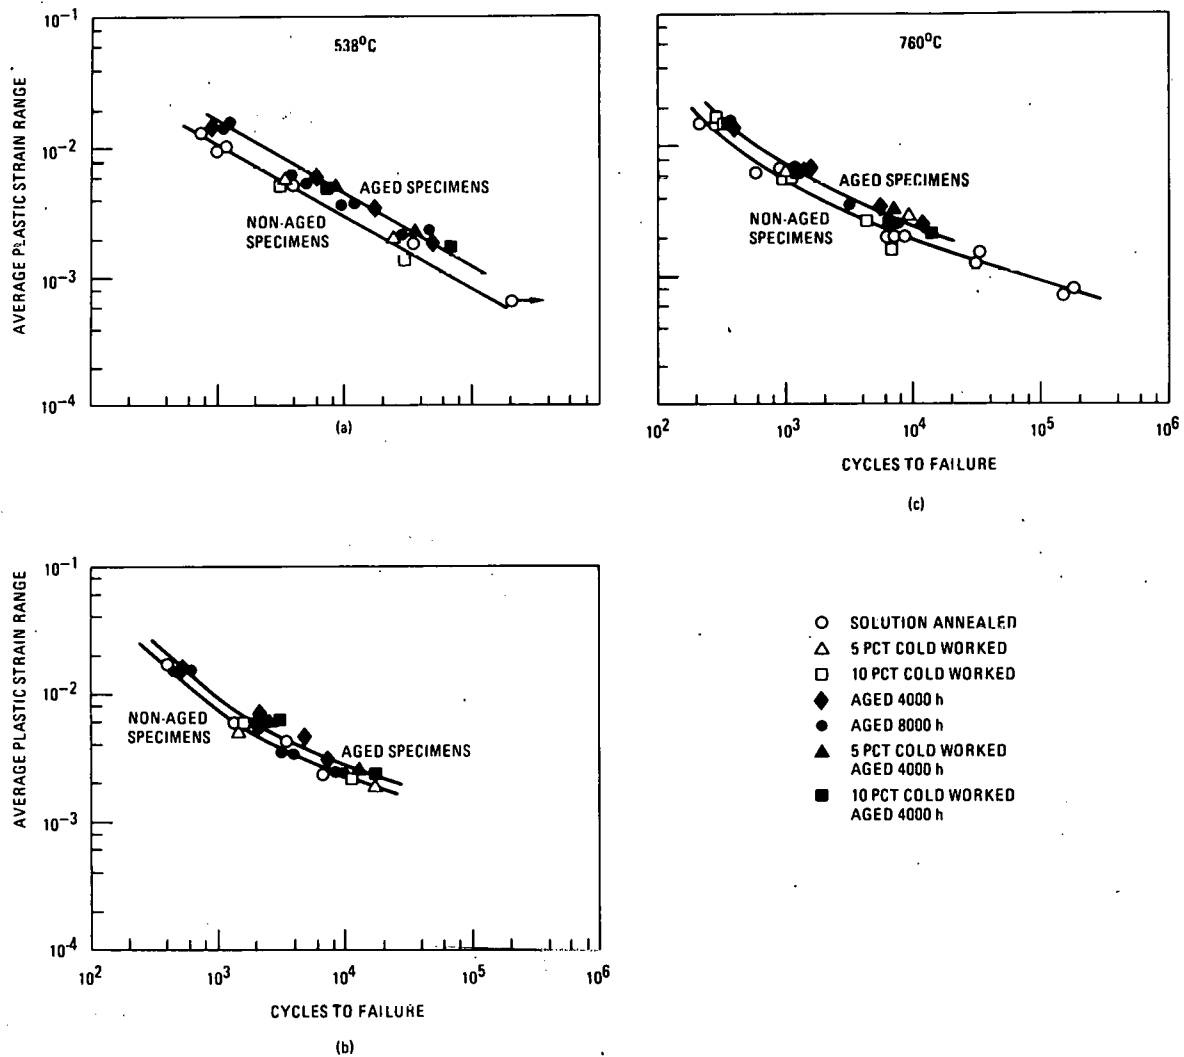 10⁻¹
538°C
10⁻²
AGED SPECIMENS
NON-AGED
SPECIMENS
10⁻³
10⁻⁴
AVERAGE PLASTIC STRAIN RANGE
(a)
760°C
AGED SPECIMENS
NON-AGED
SPECIMENS
10² 10³ 10⁴ 10⁵ 10⁶
CYCLES TO FAILURE
(c)
10⁻¹
10⁻²
NON-AGED
SPECIMENS
AGED SPECIMENS
10⁻³
10⁻⁴
AVERAGE PLASTIC STRAIN RANGE
10² 10³ 10⁴ 10⁵ 10⁶
CYCLES TO FAILURE
(b)
SOLUTION ANNEALED
5 PCT COLD WORKED
10 PCT COLD WORKED
AGED 4000 h
AGED 8000 h
5 PCT COLD WORKED
AGED 4000 h
10 PCT COLD WORKED
AGED 4000 h